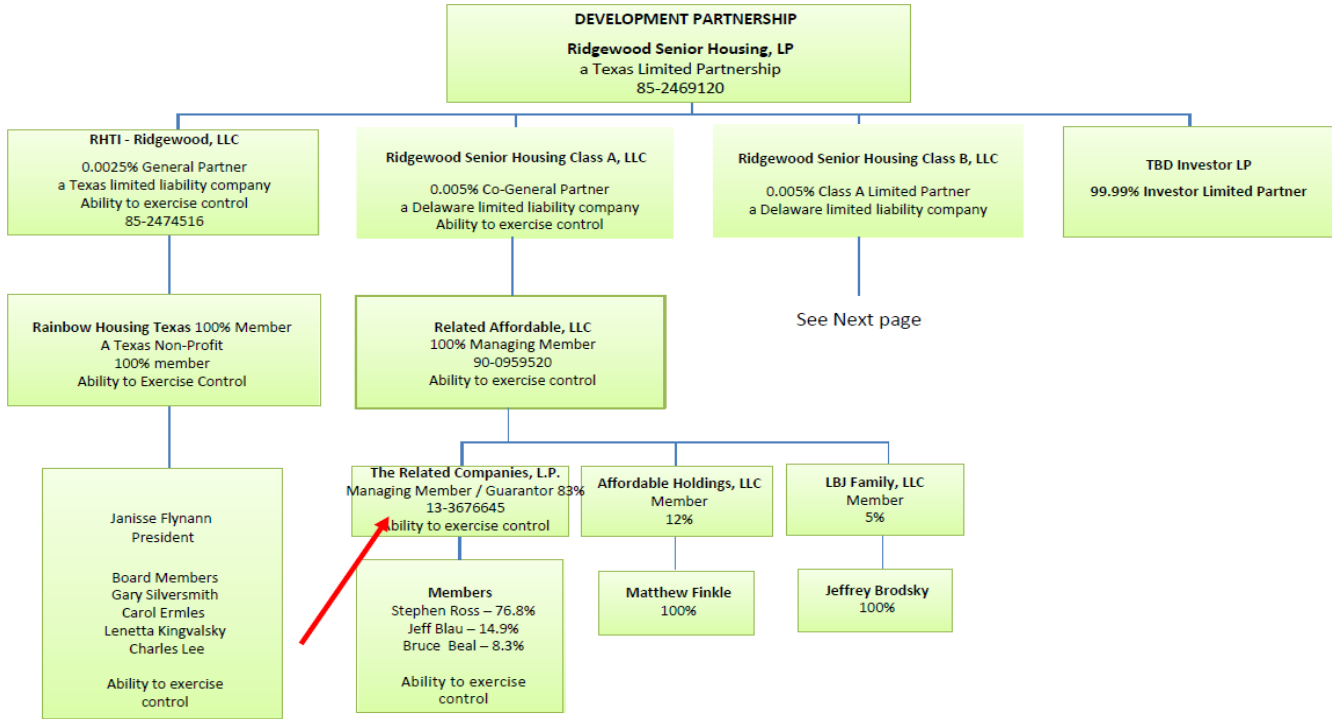 DEVELOPMENT PARTNERSHIP
Ridgewood Senior Housing, LP
a Texas Limited Partnership
85-2469120
RHTI - Ridgewood, LLC
0.0025% General Partner
a Texas limited liability company
Ability to exercise control
85-2474516
Ridgewood Senior Housing Class A, LLC
0.005% Co-General Partner
a Delaware limited liability company
Ability to exercise control
Ridgewood Senior Housing Class B, LLC
0.005% Class A Limited Partner
a Delaware limited liability company
TBD Investor LP
99.99% Investor Limited Partner
Rainbow Housing Texas 100% Member
A Texas Non-Profit
100% member
Ability to Exercise Control
Related Affordable, LLC
100% Managing Member
90-0959520
Ability to exercise control
See Next page
Janisse Flynann
President
Board Members
Gary Silversmith
Carol Ermles
Lenetta Kingvalsky
Charles Lee
Ability to exercise
control
The Related Companies, L.P.
Managing Member / Guarantor 83%
13-3676645
Ability to exercise control
Affordable Holdings, LLC
Member
12%
LBJ Family, LLC
Member
5%
Members
Stephen Ross – 76.8%
Jeff Blau – 14.9%
Bruce Beal – 8.3%
Ability to exercise
control
Matthew Finkle
100%
Jeffrey Brodsky
100%